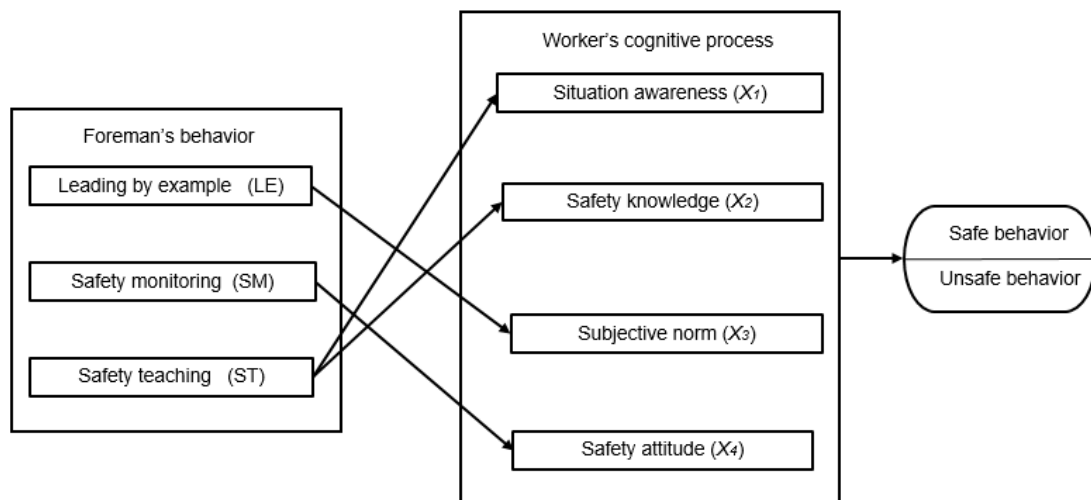 Foreman's behavior
Leading by example (LE)
Safety monitoring (SM)
Safety teaching (ST)
Worker's cognitive process
Situation awareness (X1)
Safety knowledge (X2)
Subjective norm (X3)
Safety attitude (X4)
Safe behavior
Unsafe behavior